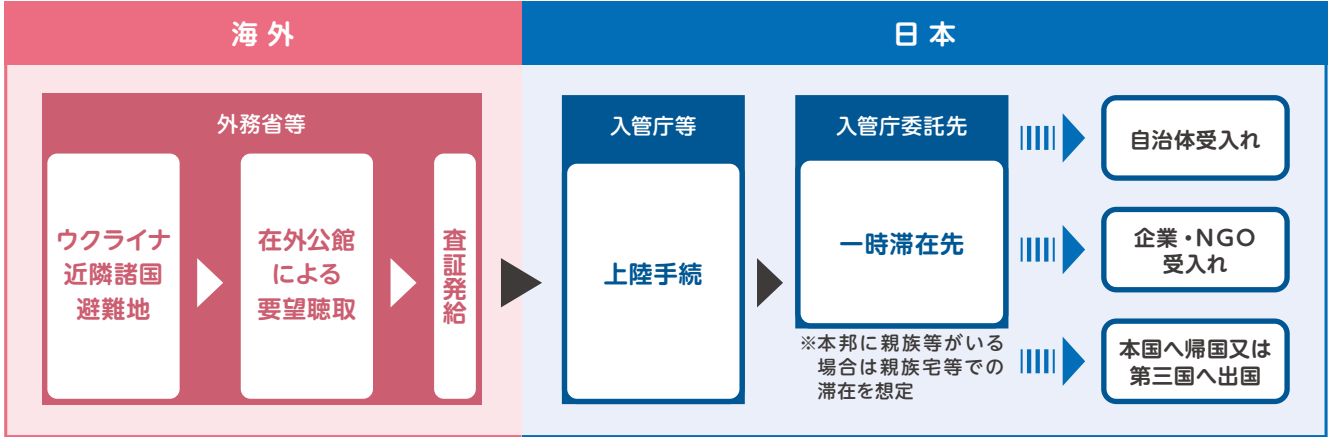 海外
日本
外務省等
ウクライナ
近隣諸国
避難地
在外公館
による
要望聴取
査証発給
入管庁等
上陸手続
入管庁委託先
一時滞在先
※本邦に親族等がいる
場合は親族宅等での
滞在を想定
自治体受入れ
企業・NGO
受入れ
本国へ帰国又は
第三国へ出国